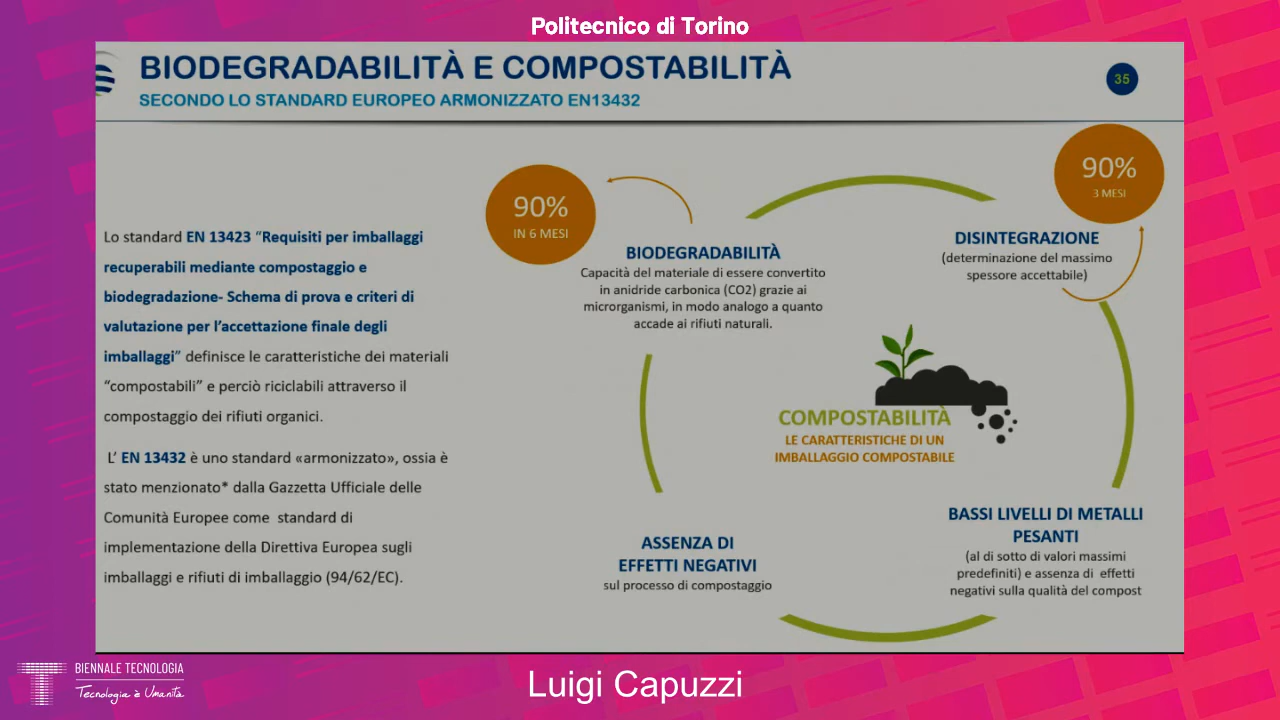 Politecnico di Torino
BIODEGRADABILITÀ E COMPOSTABILITÀ
SECONDO LO STANDARD EUROPEO ARMONIZZATO EN13432
35
Lo standard EN 13423 “Requisiti per imballaggi
recuperabili mediante compostaggio e
biodegradazione- Schema di prova e criteri di
valutazione per l’accettazione finale degli
imballaggi” definisce le caratteristiche dei materiali
“compostabili” e perciò riciclabili attraverso il
compostaggio dei rifiuti organici.
L’ EN 13432 è uno standard «armonizzato», ossia è
stato menzionato* dalla Gazzetta Ufficiale delle
Comunità Europee come standard di
implementazione della Direttiva Europea sugli
imballaggi e rifiuti di imballaggio (94/62/EC).
90%
IN 6 MESI
BIODEGRADABILITÀ
Capacità del materiale di essere convertito
in anidride carbonica (CO2) grazie ai
microrganismi, in modo analogo a quanto
accade ai rifiuti naturali.
90%
3 MESI
DISINTEGRAZIONE
(determinazione del massimo
spessore accettabile)
COMPOSTABILITÀ
LE CARATTERISTICHE DI UN
IMBALLAGGIO COMPOSTABILE
ASSENZA DI
EFFETTI NEGATIVI
sul processo di compostaggio
BASSI LIVELLI DI METALLI
PESANTI
(al di sotto di valori massimi
predefiniti) e assenza di effetti
negativi sulla qualità del compost
BIENNALE TECNOLOGIA
Tecnologia è Umanità
Luigi Capuzzi